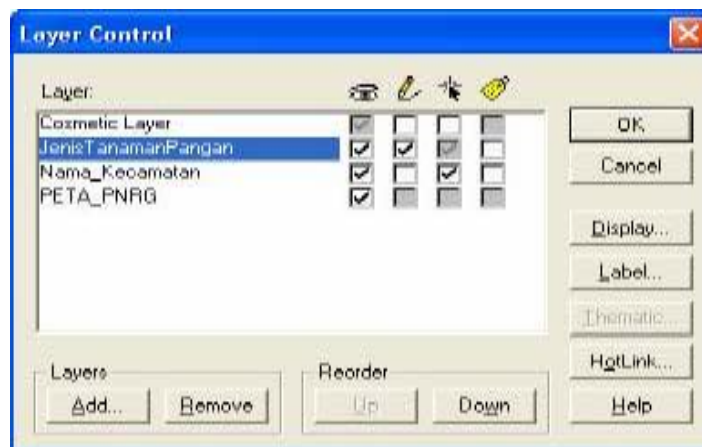 Layer Control
Layer:
Cosmetic Layer
JenisTanamanPangan
Nama_Kecamatan
PETA_PNRG
OK
Cancel
Display...
Label...
Thematic...
HotLink...
Help
Layers
Add...
Remove
Reorder
Up
Down